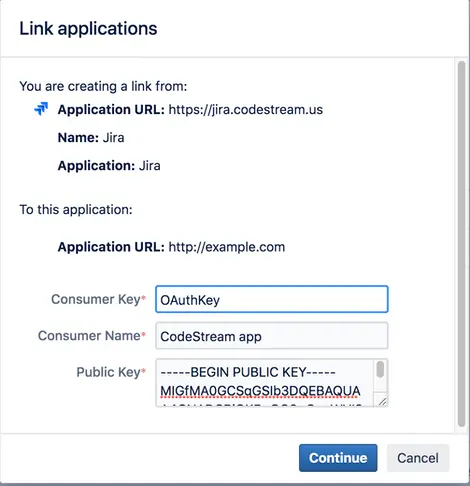 Link applications
You are creating a link from:
Application URL: https://jira.codestream.us
Name: Jira
Application: Jira
To this application:
Application URL: http://example.com
Consumer Key* OAuthKey
Consumer Name* CodeStream app
Public Key* -----BEGIN PUBLIC KEY-----
MIGfMA0GCSqGSIb3DQEBAQUA
Continue Cancel